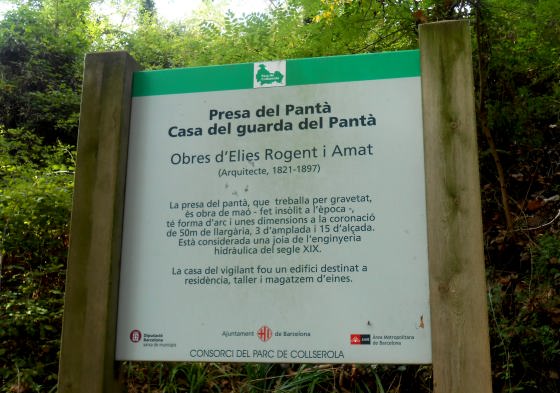 Presa del Pantà
Casa del guarda del Pantà
Obres d'Elies Rogent i Amat
(Arquitecte, 1821-1897)
La presa del pantà, que treballa per gravetat,
és obra de maó - fet insòlit a l'època -,
té forma d'arc i unes dimensions a la coronació
de 50m de llargària, 3 d'amplada i 15 d'alçada.
Està considerada una joia de l'enginyeria
hidràulica del segle XIX.
La casa del vigilant fou un edifici destinat a
residència, taller i magatzem d'eines.
Diputació
Barcelona
xarxa de municipis
Ajuntament de Barcelona
AMB
Àrea Metropolitana
de Barcelona
CONSORCI DEL PARC DE COLLSEROLA